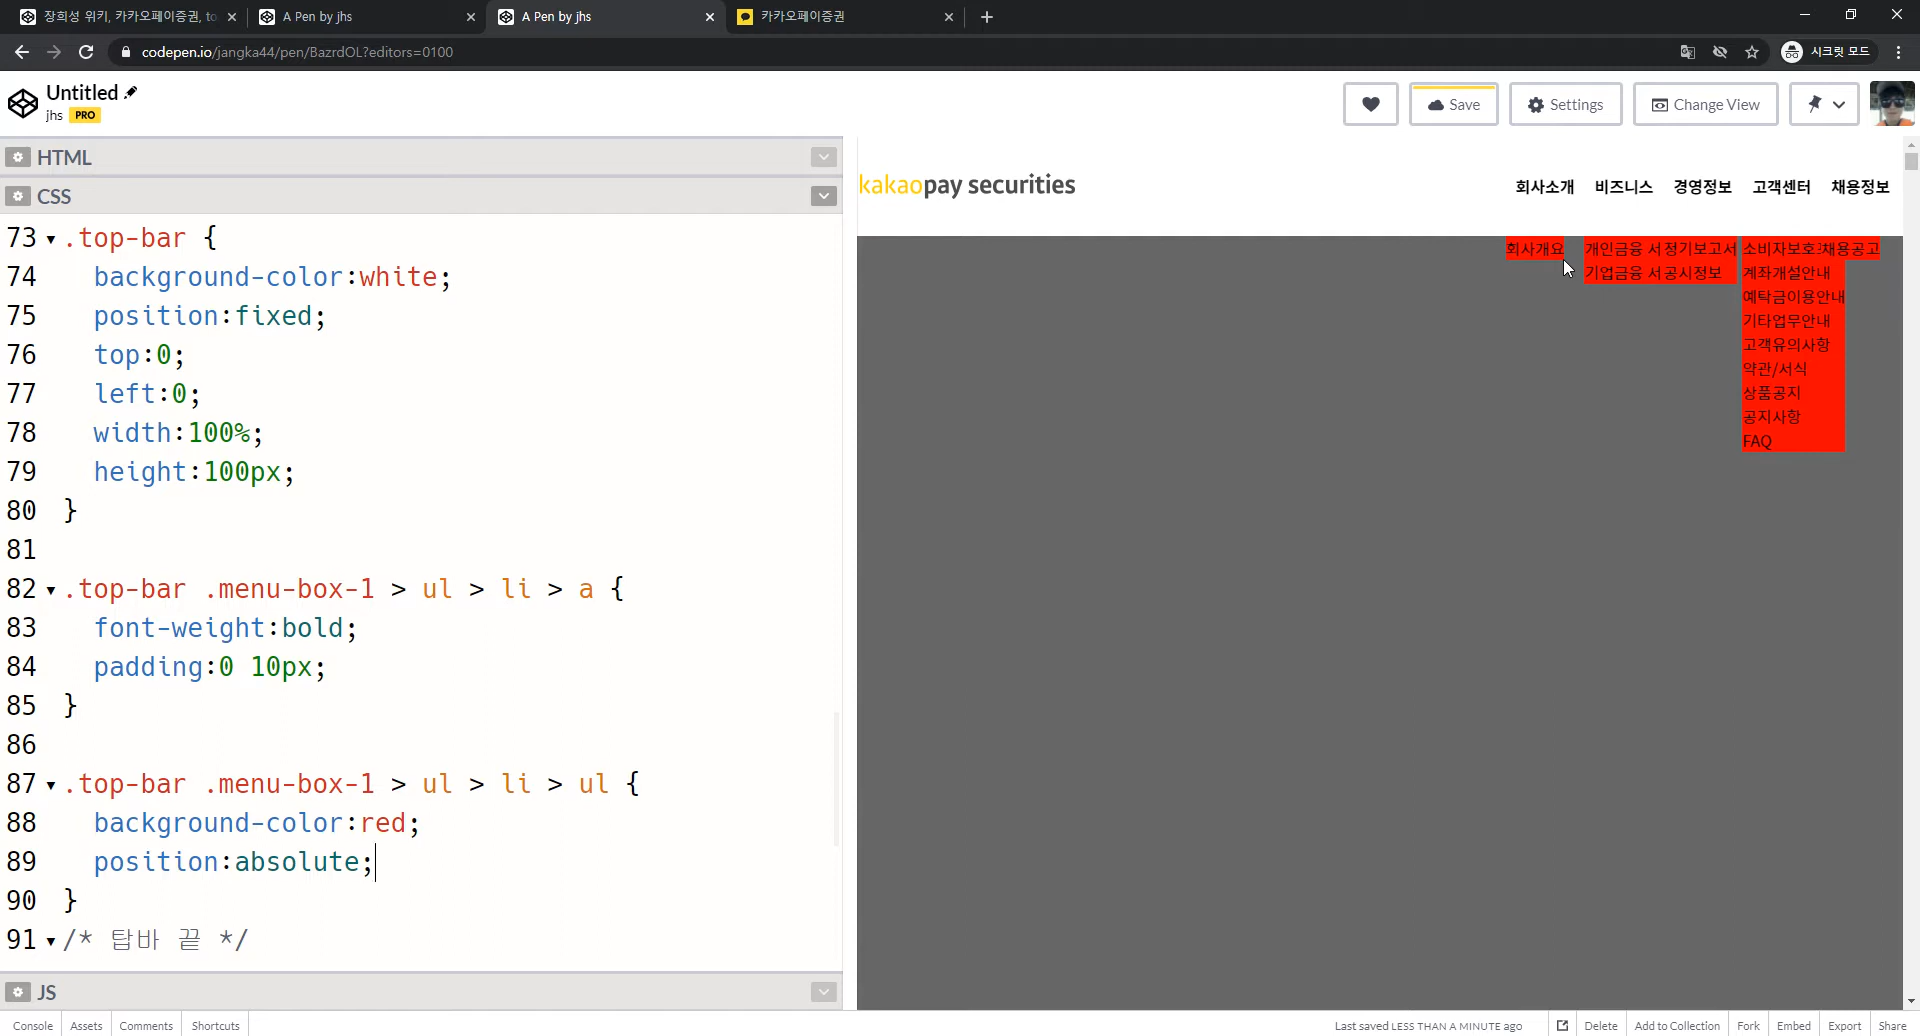 장희성 위키, 카카오페이증권, to
A Pen by jhs
A Pen by jhs
카카오페이증권
codepen.io/jangka44/pen/BazrdOL?editors=0100
시크릿 모드
Untitled
jhs PRO
Save
Settings
Change View
HTML
CSS
73 .top-bar {
74 background-color:white;
75 position:fixed;
76 top:0;
77 left:0;
78 width:100%;
79 height:100px;
80 }
81
82 .top-bar .menu-box-1 > ul > li > a {
83 font-weight:bold;
84 padding:0 10px;
85 }
86
87 .top-bar .menu-box-1 > ul > li > ul {
88 background-color:red;
89 position:absolute;
90 }
91 /* 탑바 끝 */
JS
kakaopay securities
회사소개 비즈니스 경영정보 고객센터 채용정보
회사개요 개인금융 서 정기보고서 소비자보호 채용공고
기업금융 서 공시정보 계좌개설안내
예탁금이용안내
기타업무안내
고객유의사항
약관/서식
상품공지
공지사항
FAQ
Console Assets Comments Shortcuts
Last saved LESS THAN A MINUTE ago
Delete Add to Collection Fork Embed Export Share